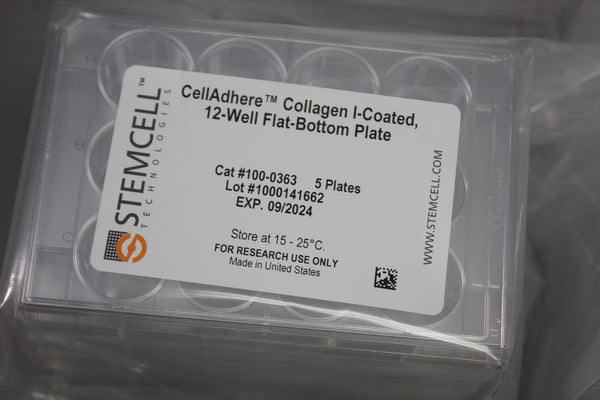 CellAdhere™ Collagen I-Coated,
12-Well Flat-Bottom Plate
Cat #100-0363 5 Plates
Lot #1000141662
EXP. 09/2024
Store at 15 - 25°C.
FOR RESEARCH USE ONLY
Made in United States
STEMCELL™
TECHNOLOGIES
WWW.STEMCELL.COM
A
B
C